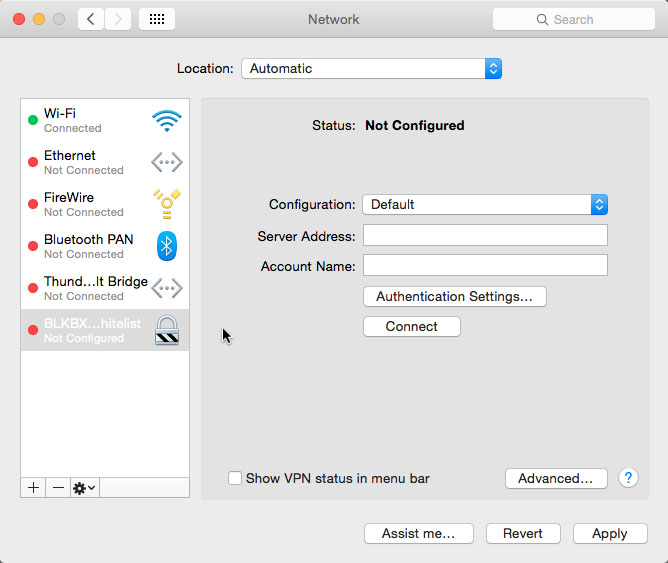 Network
Search
Location: Automatic
Wi-Fi
Connected
Ethernet
Not Connected
FireWire
Not Connected
Bluetooth PAN
Not Connected
Thund...lt Bridge
Not Connected
BLKBX...hitelist
Not Configured
Status: Not Configured
Configuration: Default
Server Address:
Account Name:
Authentication Settings...
Connect
Show VPN status in menu bar
Advanced...
?
Assist me...
Revert
Apply